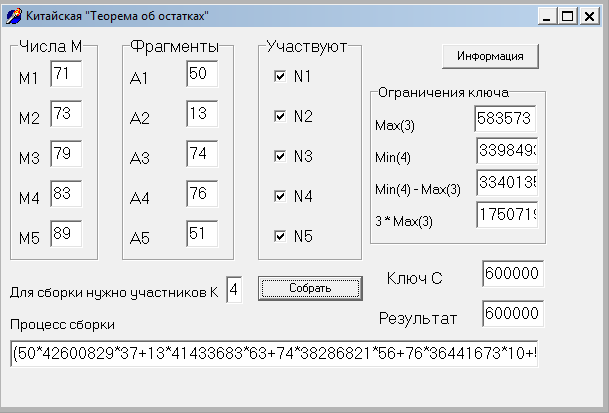 Китайская "Теорема об остатках"
Числа М Фрагменты Участвуют
Информация
M1 71 A1 50 N1
M2 73 A2 13 N2
M3 79 A3 74 N3
M4 83 A4 76 N4
M5 89 A5 51 N5
Ограничения ключа
Max(3) 583573
Min(4) 3398493
Min(4) - Max(3) 3340135
3 * Max(3) 1750719
Для сборки нужно участников К 4 Собрать
Ключ С 600000
Результат 600000
Процесс сборки
(50*42600829*37+13*41433683*63+74*38286821*56+76*36441673*10+